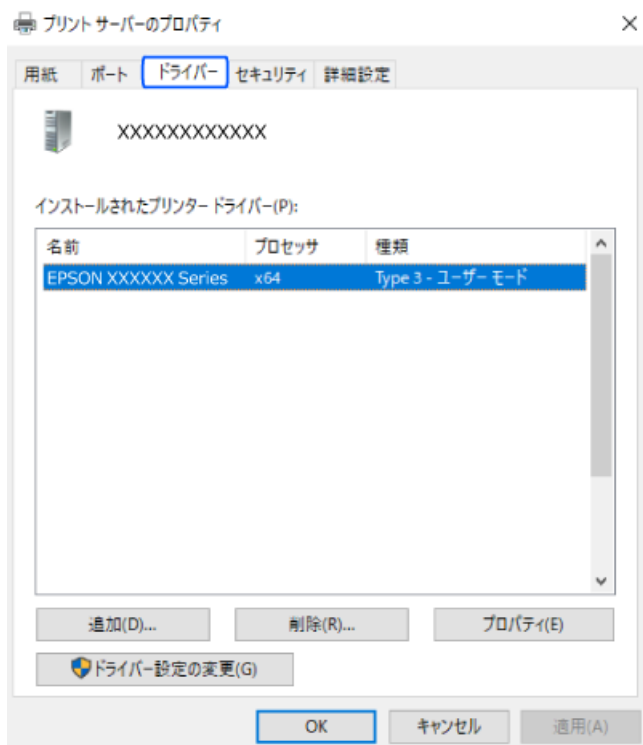 プリント サーバーのプロパティ
用紙 ポート ドライバー セキュリティ 詳細設定
XXXXXXXXXXXX
インストールされたプリンター ドライバー(P):
名前 プロセッサ 種類
EPSON XXXXXX Series x64 Type 3 - ユーザー モード
追加(D)... 削除(R)... プロパティ(E)
ドライバー設定の変更(G)
OK キャンセル 適用(A)